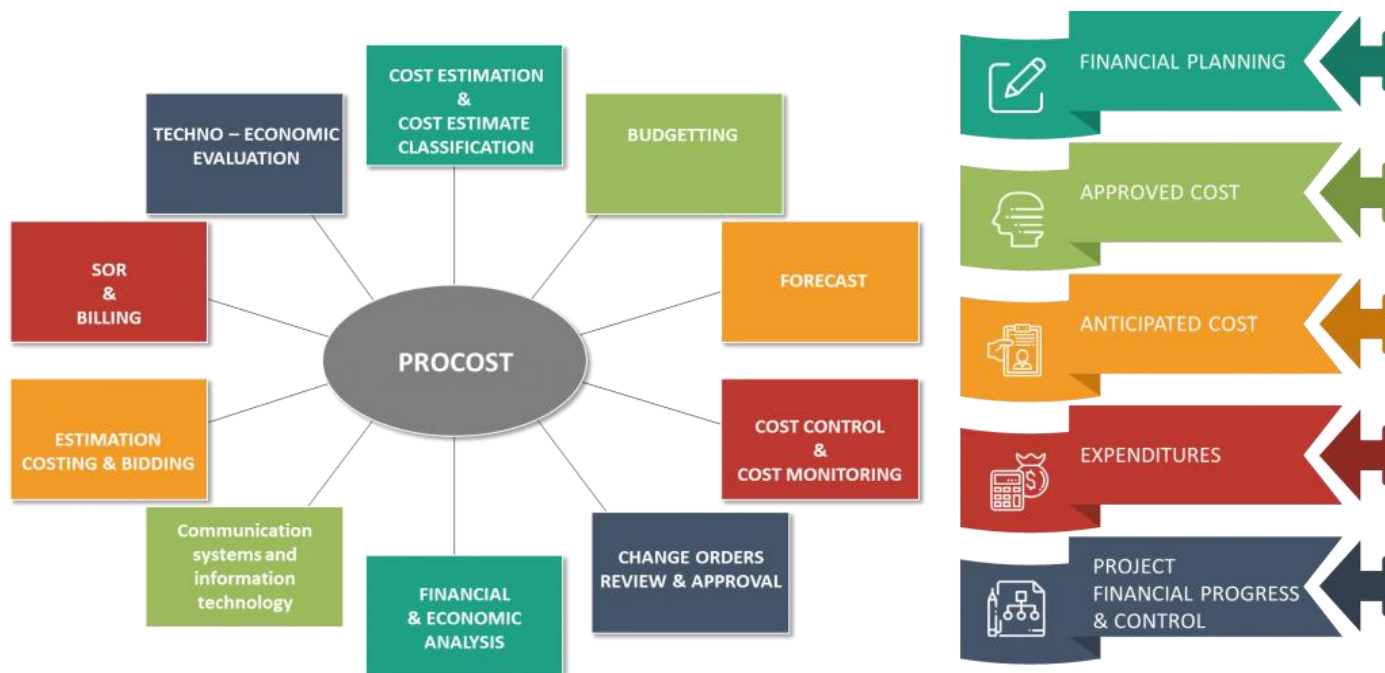 COST ESTIMATION
&
COST ESTIMATE
CLASSIFICATION
BUDGETTING
FORECAST
COST CONTROL
&
COST MONITORING
CHANGE ORDERS
REVIEW & APPROVAL
FINANCIAL
& ECONOMIC
ANALYSIS
Communication
systems and
information
technology
ESTIMATION
COSTING & BIDDING
SOR
&
BILLING
TECHNO – ECONOMIC
EVALUATION
PROCOST
FINANCIAL PLANNING
APPROVED COST
ANTICIPATED COST
EXPENDITURES
PROJECT
FINANCIAL PROGRESS
& CONTROL